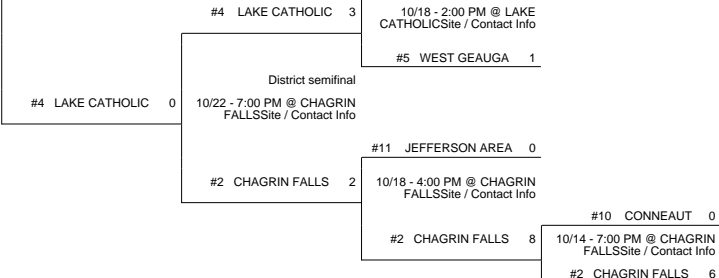 #4 LAKE CATHOLIC 3
10/18 - 2:00 PM @ LAKE
CATHOLICSite / Contact Info
#5 WEST GEAUGA 1
District semifinal
#4 LAKE CATHOLIC 0
10/22 - 7:00 PM @ CHAGRIN
FALLSSite / Contact Info
#11 JEFFERSON AREA 0
#2 CHAGRIN FALLS 2
10/18 - 4:00 PM @ CHAGRIN
FALLSSite / Contact Info
#10 CONNEAUT 0
#2 CHAGRIN FALLS 8
10/14 - 7:00 PM @ CHAGRIN
FALLSSite / Contact Info
#2 CHAGRIN FALLS 6